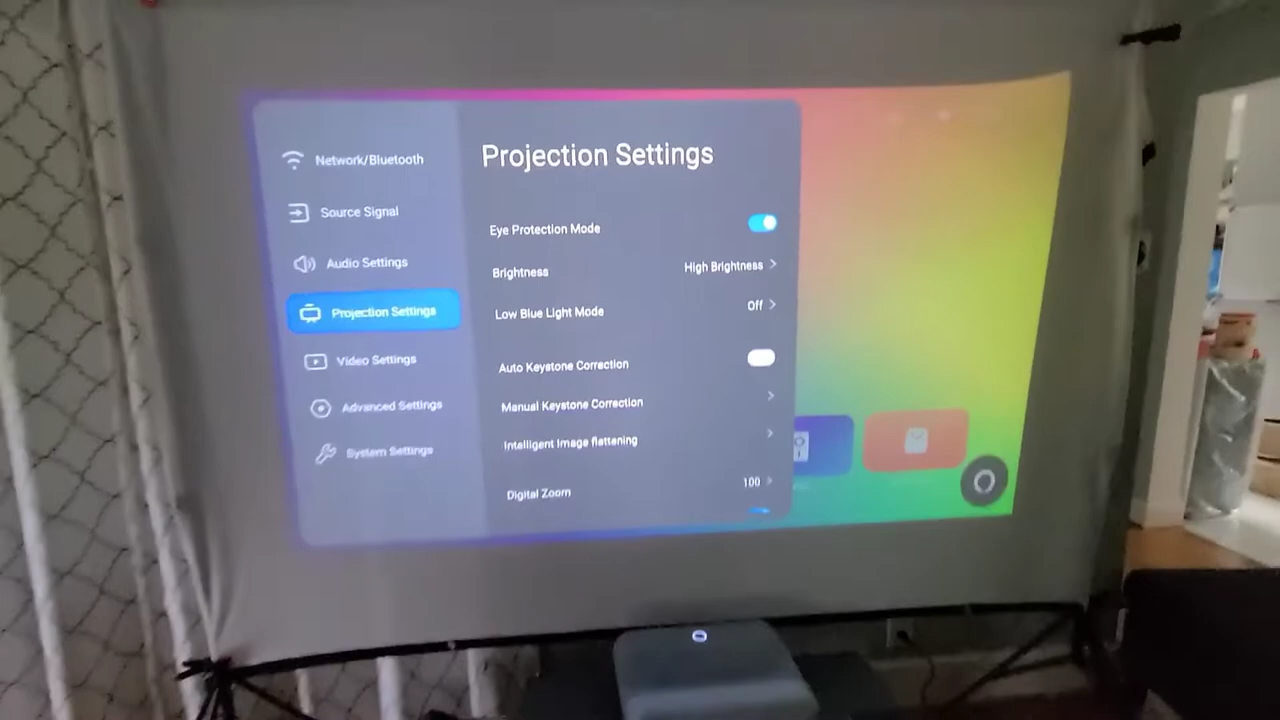 Network/Bluetooth
Source Signal
Audio Settings
Projection Settings
Video Settings
Advanced Settings
System Settings
Projection Settings
Eye Protection Mode
Brightness High Brightness
Low Blue Light Mode Off
Auto Keystone Correction
Manual Keystone Correction
Intelligent Image flattening
Digital Zoom 100